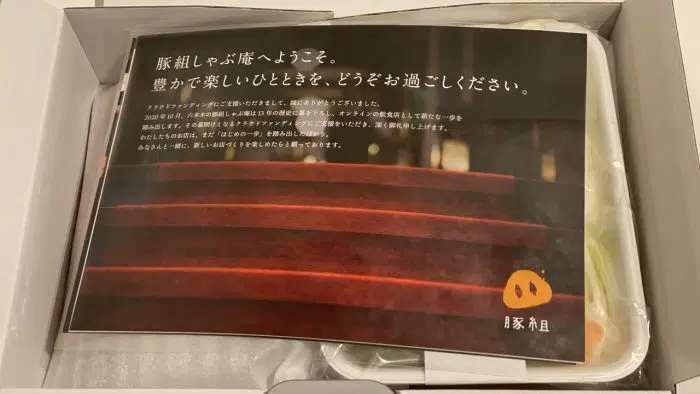 豚組しゃぶ庵へようこそ。
豊かで楽しいひとときを、どうぞお過ごしください。
クラウドファンディングにご支援いただきまして、誠にありがとうございました。
2020年10月、六本木の豚組しゃぶ庵は13年の歴史に幕を下ろし、オンラインの飲食店として新たな一歩を
踏み出します。その幕開けとなるクラウドファンディングにご支援をいただき、深く御礼申し上げます。
わたしたちのお店は、まだ「はじめの一歩」を踏み出したばかり。
みなさんと一緒に、新しいお店づくりを楽しめたらと願っております。
豚組